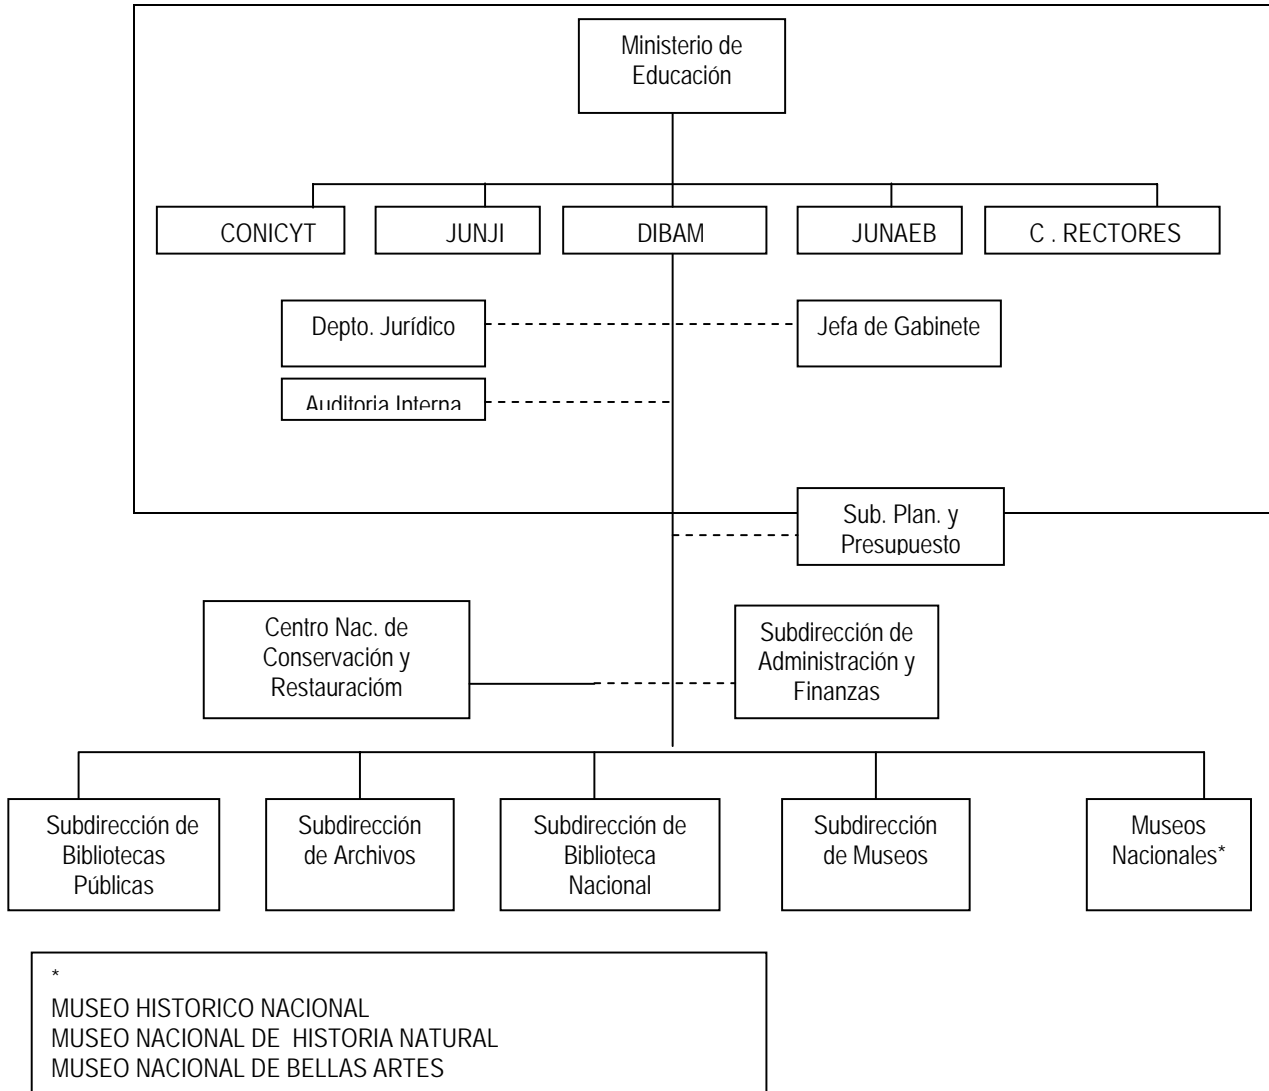 Ministerio de
Educación
CONICYT
JUNJI
DIBAM
JUNAEB
C . RECTORES
Depto. Jurídico
Jefa de Gabinete
Auditoria Interna
Sub. Plan. y
Presupuesto
Centro Nac. de
Conservación y
Restauracióm
Subdirección de
Administración y
Finanzas
Subdirección de
Bibliotecas
Públicas
Subdirección
de Archivos
Subdirección de
Biblioteca
Nacional
Subdirección
de Museos
Museos
Nacionales*
*
MUSEO HISTORICO NACIONAL
MUSEO NACIONAL DE HISTORIA NATURAL
MUSEO NACIONAL DE BELLAS ARTES